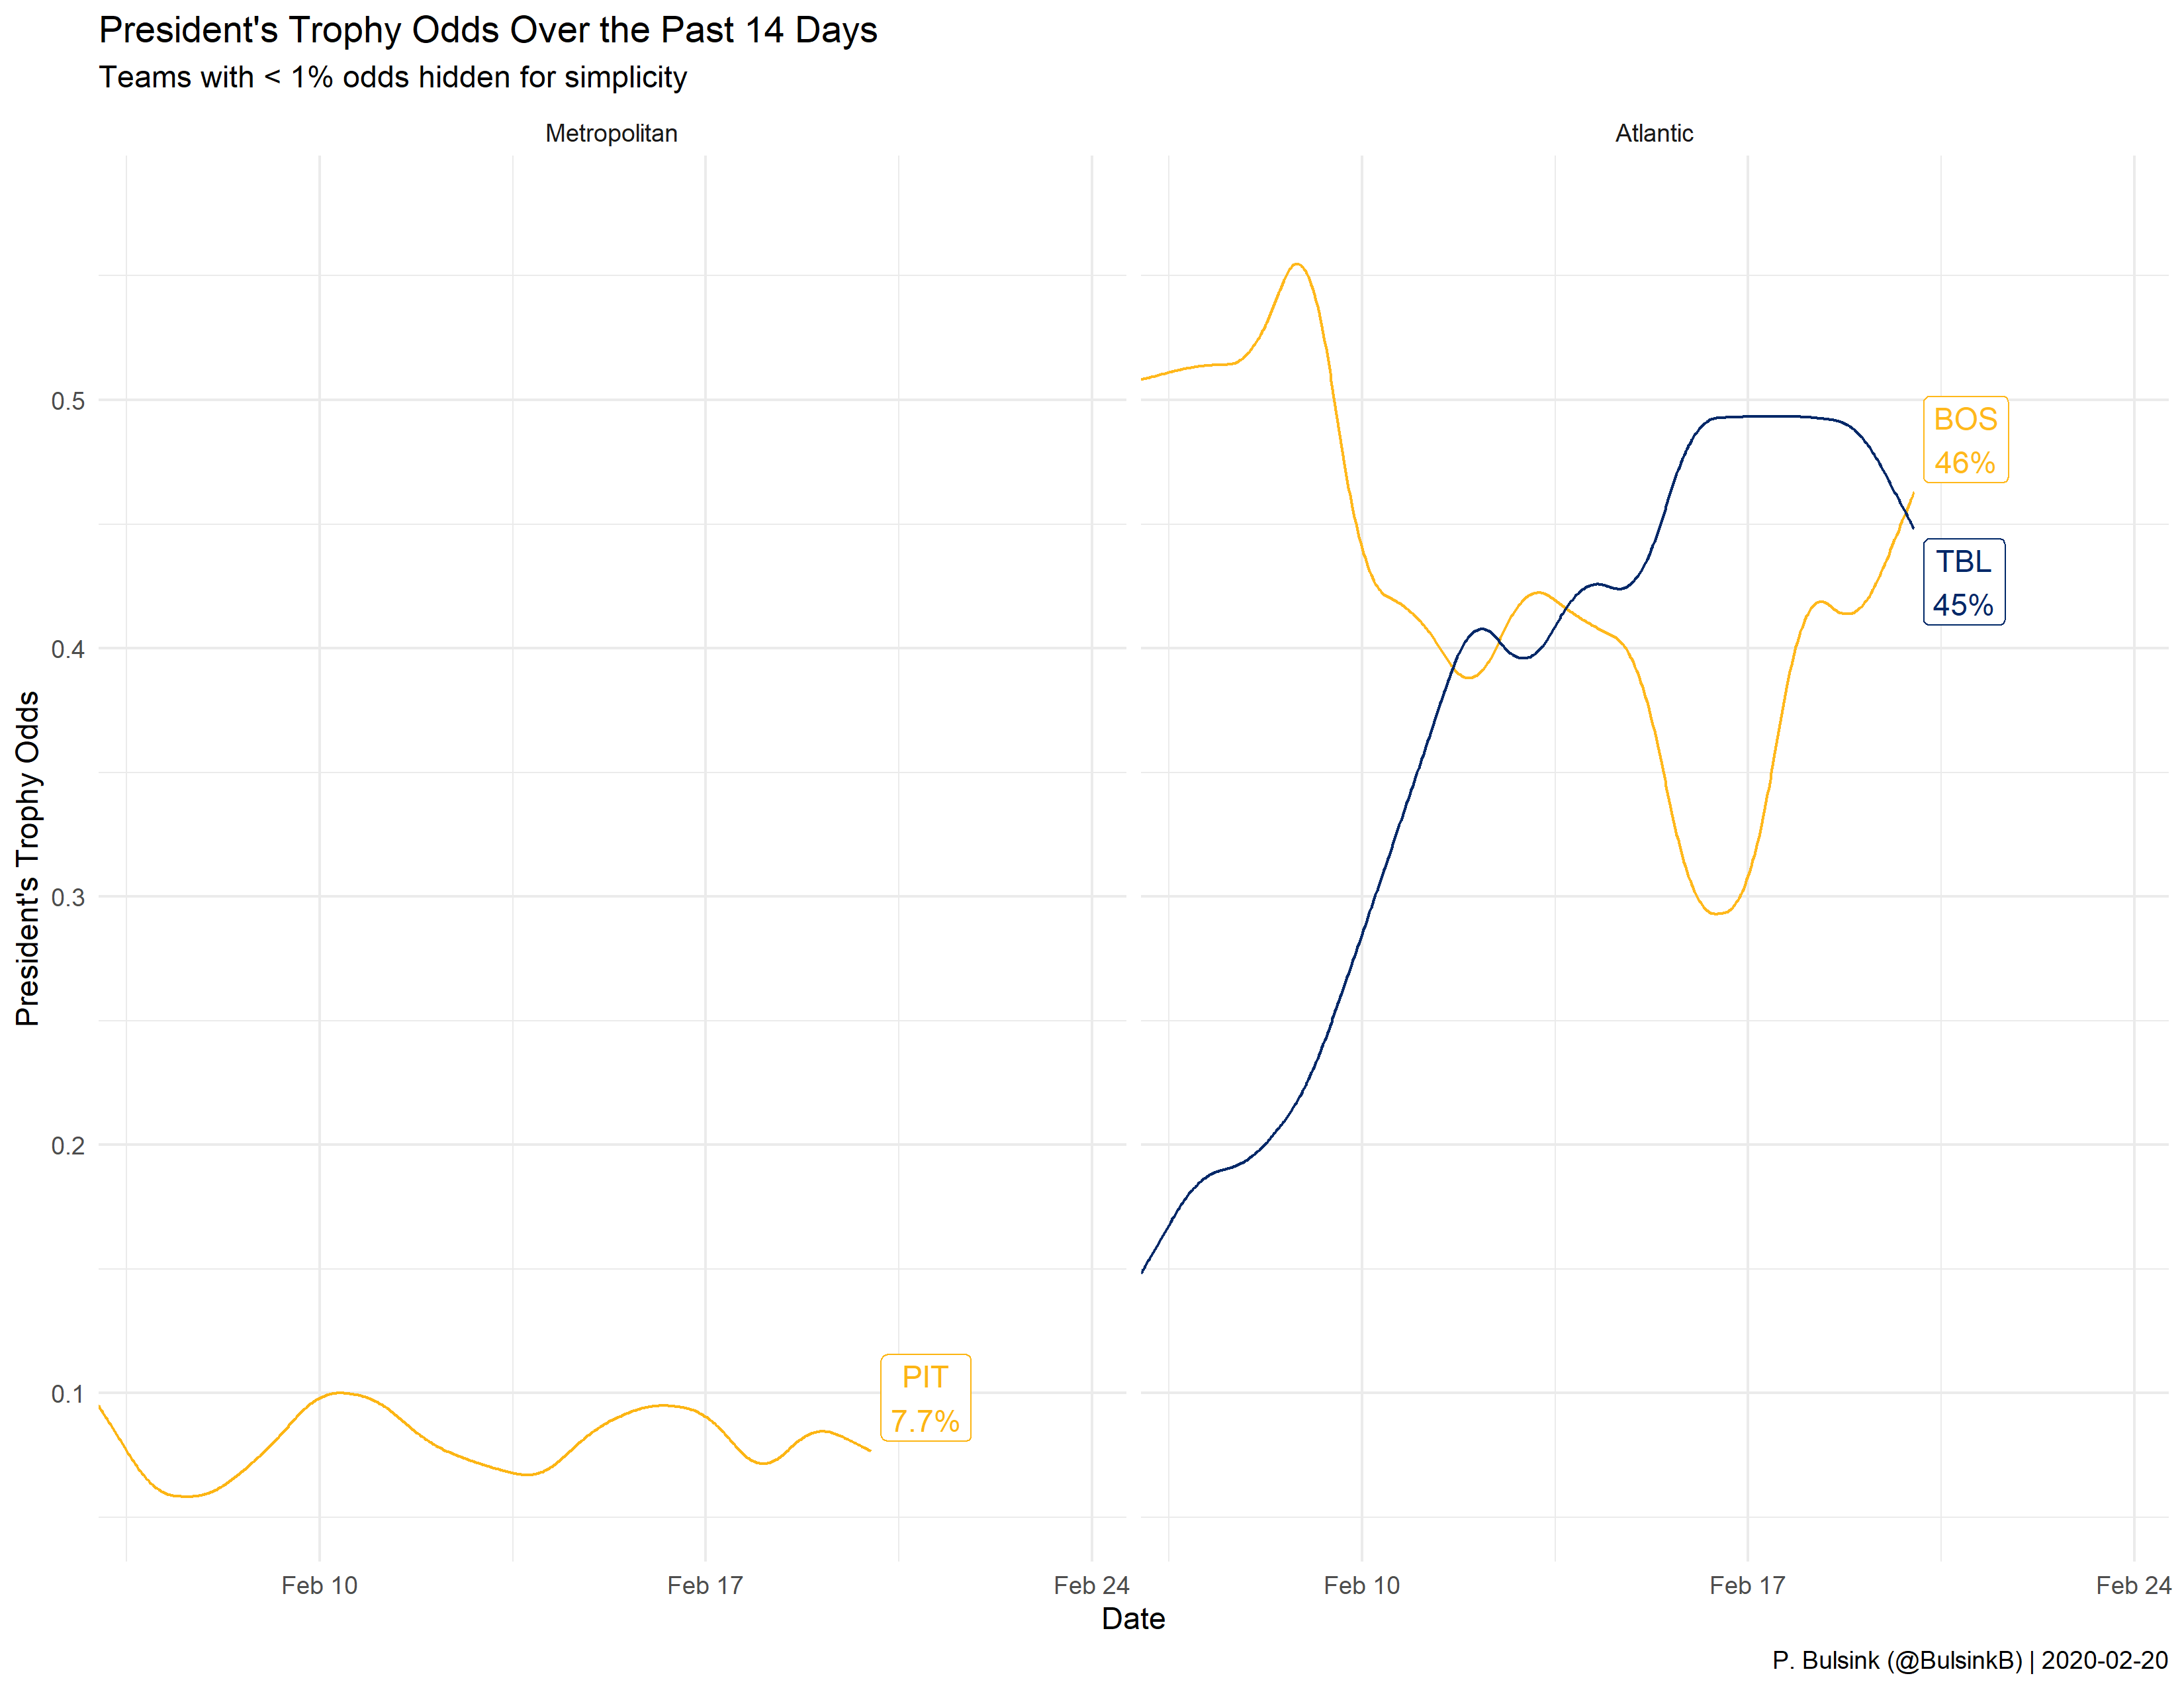 President's Trophy Odds Over the Past 14 Days
Teams with < 1% odds hidden for simplicity
Metropolitan
Atlantic
President's Trophy Odds
0.5
0.4
0.3
0.2
0.1
BOS
46%
TBL
45%
PIT
7.7%
Feb 10
Feb 17
Feb 24
Feb 10
Feb 17
Feb 24
Date
P. Bulsink (@BulsinkB) | 2020-02-20